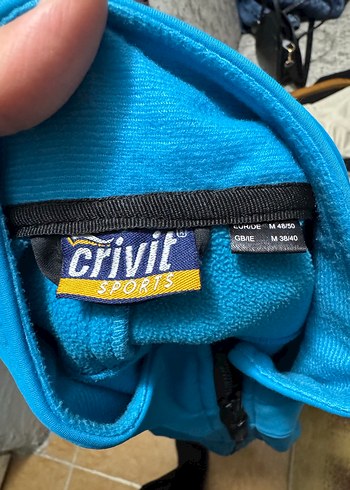 crivit®
SPORTS
EUR/DE M 48/50
GB/IE M 38/40